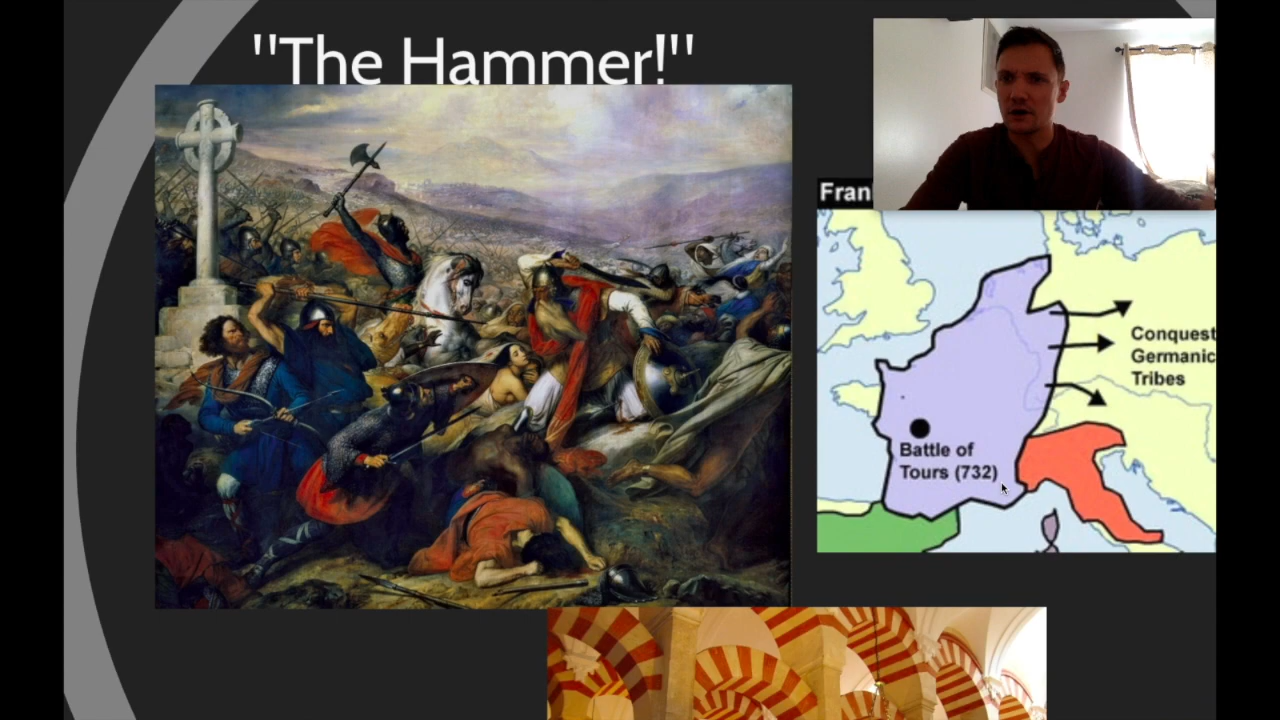 "The Hammer!"
Fran
Conquest
Germanic
Tribes
Battle of
Tours (732)